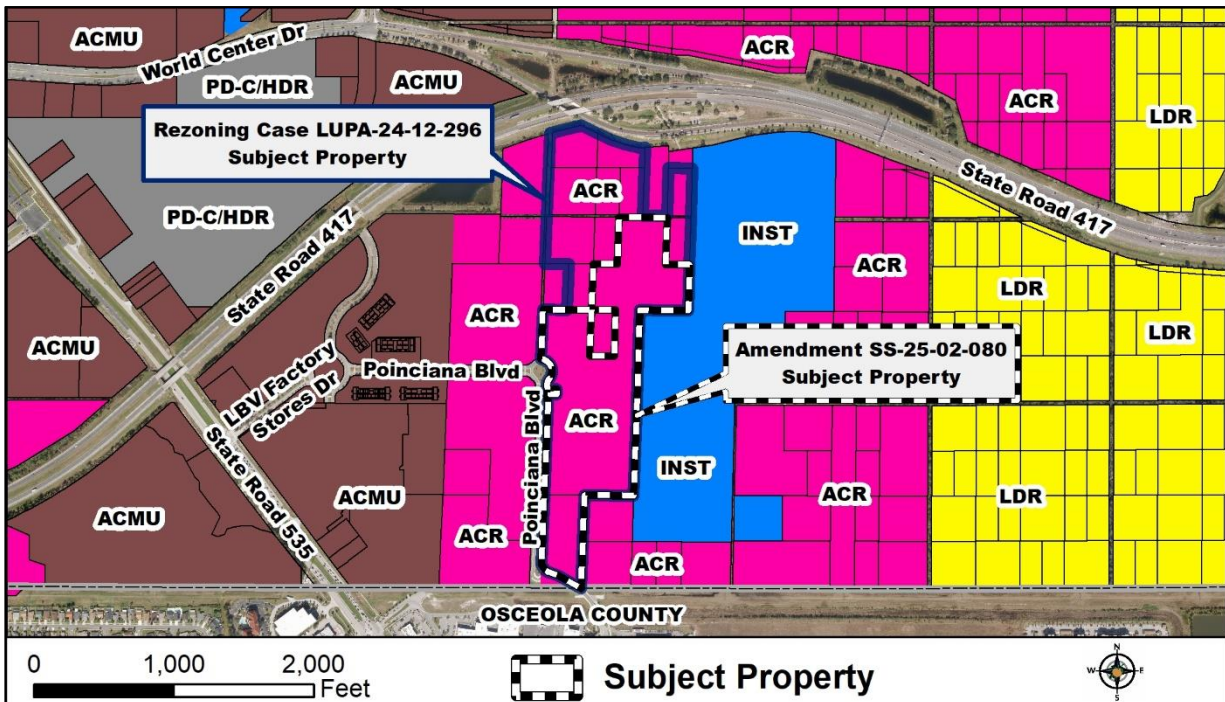 ACMU
World Center Dr
PD-C/HDR
ACMU
ACR
ACR
LDR
Rezoning Case LUPA-24-12-296
Subject Property
State Road 417
PD-C/HDR
State Road 417
ACR
INST
ACR
LDR
LDR
ACMU
ACR
LBV Factory
Stores Dr
Poinciana Blvd
Amendment SS-25-02-080
Subject Property
State Road 535
ACMU
ACMU
Poinciana Blvd
ACR
ACR
INST
ACR
LDR
ACR
OSCEOLA COUNTY
0 1,000 2,000
Feet
Subject Property
N
W E
S